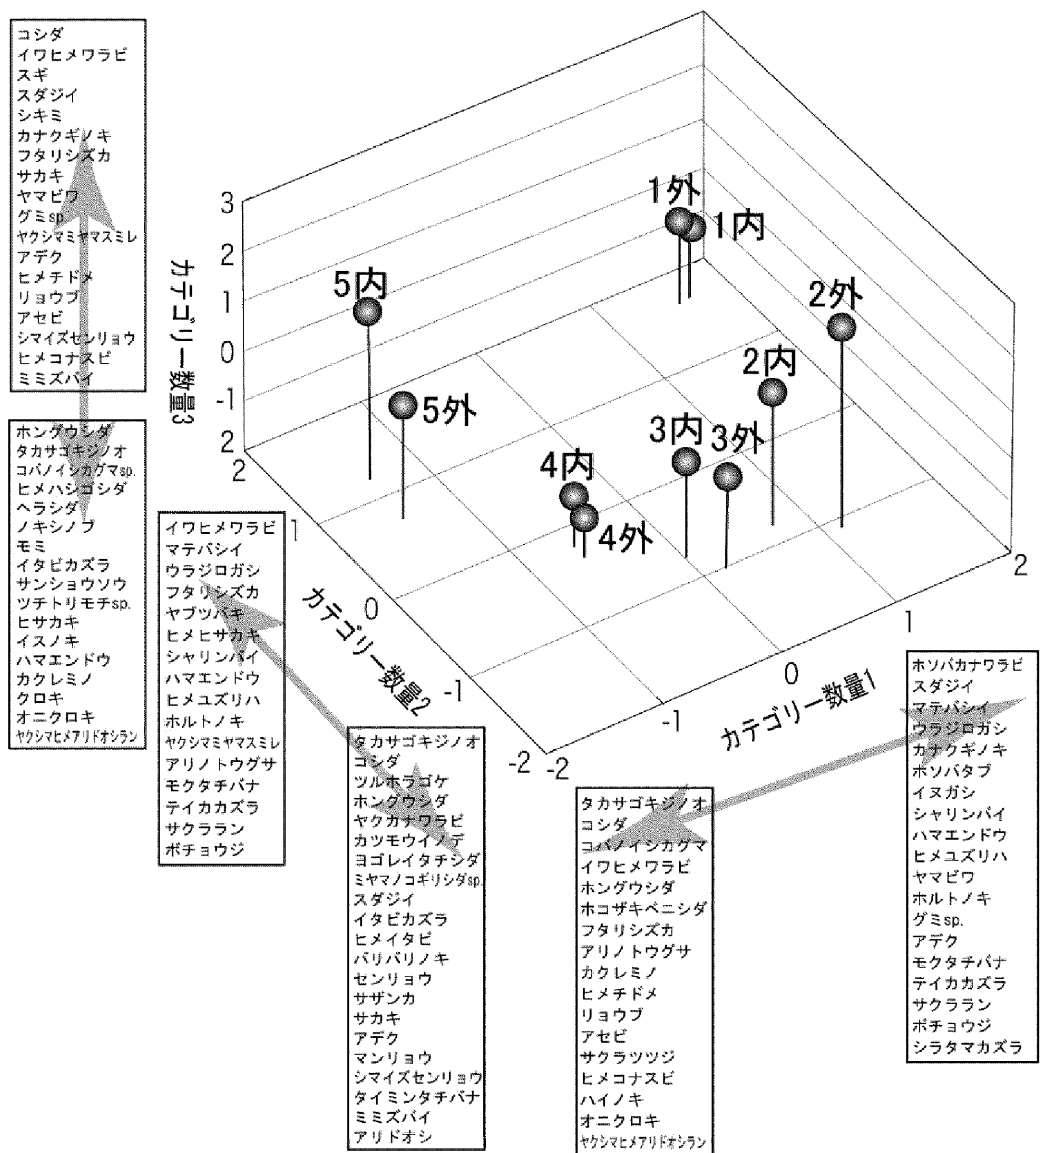 コシダ
イワヒメワラビ
スギ
スダジイ
シキミ
カナクギノキ
フタリシズカ
サカキ
ヤマビワ
グミsp
ヤクシマミヤマスミレ
アデク
ヒメチドメ
リョウブ
アセビ
シマイズセンリョウ
ヒメコナスビ
ミミズバイ
ホングウシダ
タカサゴキジノオ
コバノイシカグマsp.
ヒメハシゴシダ
ヘラシダ
ノキシノブ
モミ
イタビカズラ
サンショウソウ
ツチトリモチsp.
ヒサカキ
イスノキ
ハマエンドウ
カクレミノ
クロキ
オニクロキ
ヤクシマヒメアリドオシラン
カテゴリー数量3
3
2
1
0
-1
2
1外
1内
2外
2内
3内
3外
4内
4外
5内
5外
2
1
0
-1
-2
カテゴリー数量2
-2
-1
0
1
2
カテゴリー数量1
イワヒメワラビ
マテバシイ
ウラジロガシ
フタリシズカ
ヤブツバキ
ヒメヒサカキ
シャリンバイ
ハマエンドウ
ヒメユズリハ
ホルトノキ
ヤクシマミヤマスミレ
アリノトウグサ
モクタチバナ
テイカカズラ
サクララン
ボチョウジ
タカサゴキジノオ
コシダ
ツルホラゴケ
ホングウシダ
ヤクカナワラビ
カツモウイノデ
ヨゴレイタチシダ
ミヤマノコギリシダsp.
スダジイ
イタビカズラ
ヒメイタビ
バリバリノキ
センリョウ
サザンカ
サカキ
アデク
マンリョウ
シマイズセンリョウ
タイミンタチバナ
ミミズバイ
アリドオシ
タカサゴキジノオ
コシダ
コバノイシカグマ
イワヒメワラビ
ホングウシダ
ホコザキベニシダ
フタリシズカ
アリノトウグサ
カクレミノ
ヒメチドメ
リョウブ
アセビ
サクラツツジ
ヒメコナスビ
ハイノキ
オニクロキ
ヤクシマヒメアリドオシラン
ホソバカナワラビ
スダジイ
マテバシイ
ウラジロガシ
カナクギノキ
ホソバタブ
イヌガシ
シャリンバイ
ハマエンドウ
ヒメユズリハ
ヤマビワ
ホルトノキ
グミsp.
アデク
モクタチバナ
テイカカズラ
サクララン
ボチョウジ
シラタマカズラ